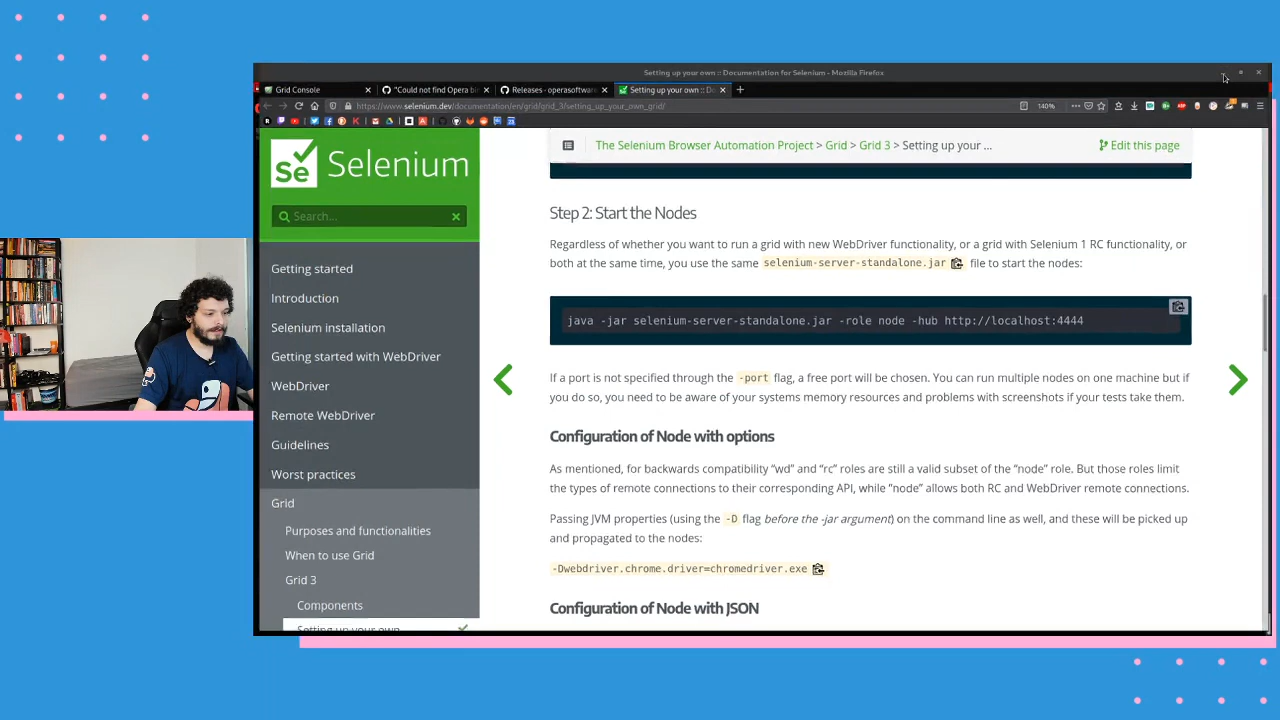 Setting up your own :: Documentation for Selenium - Mozilla Firefox
Grid Console
"Could not find Opera bin
Releases - operasoftware
Setting up your own :: Do
https://www.selenium.dev/documentation/en/grid/grid_3/setting_up_your_own_grid/
140%
Se
Selenium
Search...
Getting started
Introduction
Selenium installation
Getting started with WebDriver
WebDriver
Remote WebDriver
Guidelines
Worst practices
Grid
Purposes and functionalities
When to use Grid
Grid 3
Components
Setting up your own
The Selenium Browser Automation Project > Grid > Grid 3 > Setting up your own ...
Edit this page
Step 2: Start the Nodes
Regardless of whether you want to run a grid with new WebDriver functionality, or a grid with Selenium 1 RC functionality, or
both at the same time, you use the same selenium-server-standalone.jar file to start the nodes:
java -jar selenium-server-standalone.jar -role node -hub http://localhost:4444
If a port is not specified through the -port flag, a free port will be chosen. You can run multiple nodes on one machine but if
you do so, you need to be aware of your systems memory resources and problems with screenshots if your tests take them.
Configuration of Node with options
As mentioned, for backwards compatibility “wd” and “rc” roles are still a valid subset of the “node” role. But those roles limit
the types of remote connections to their corresponding API, while “node” allows both RC and WebDriver remote connections.
Passing JVM properties (using the -D flag before the -jar argument) on the command line as well, and these will be picked up
and propagated to the nodes:
-Dwebdriver.chrome.driver=chromedriver.exe
Configuration of Node with JSON